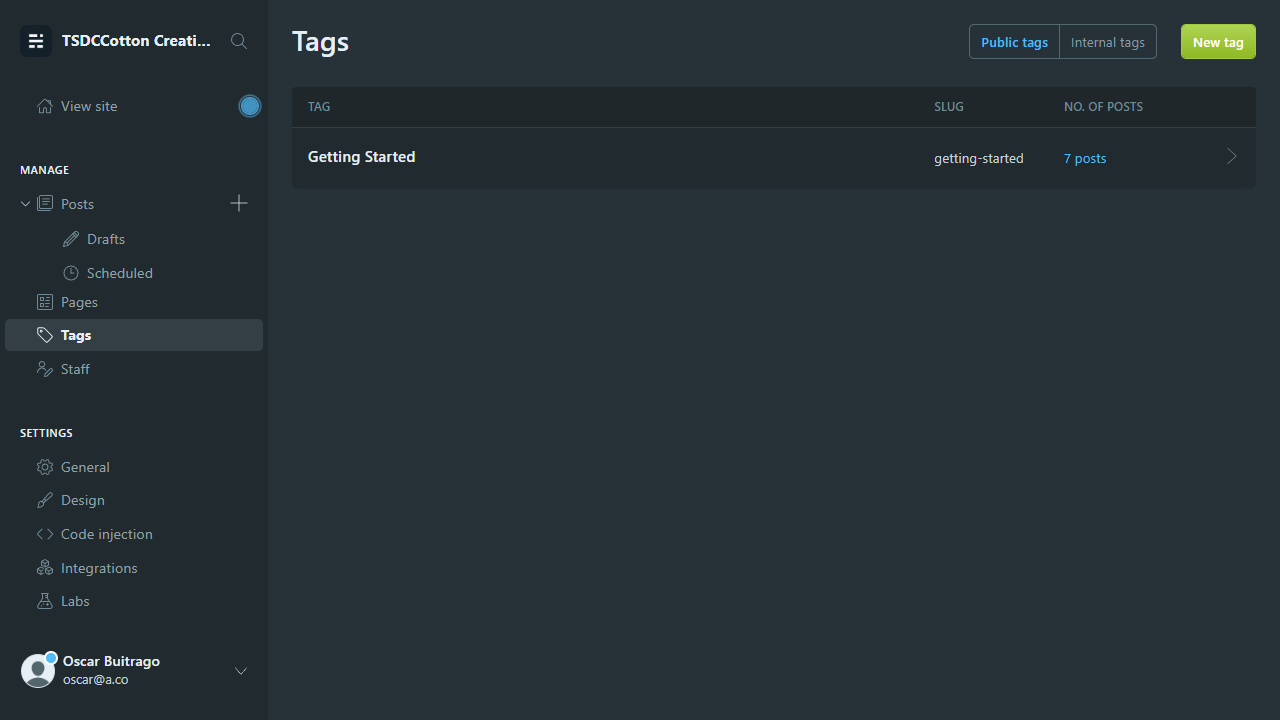 TSDCCotton Creati...
View site
MANAGE
Posts
Drafts
Scheduled
Pages
Tags
Staff
SETTINGS
General
Design
Code injection
Integrations
Labs
Oscar Buitrago
oscar@a.co
Tags
Public tags Internal tags New tag
TAG SLUG NO. OF POSTS
Getting Started getting-started 7 posts